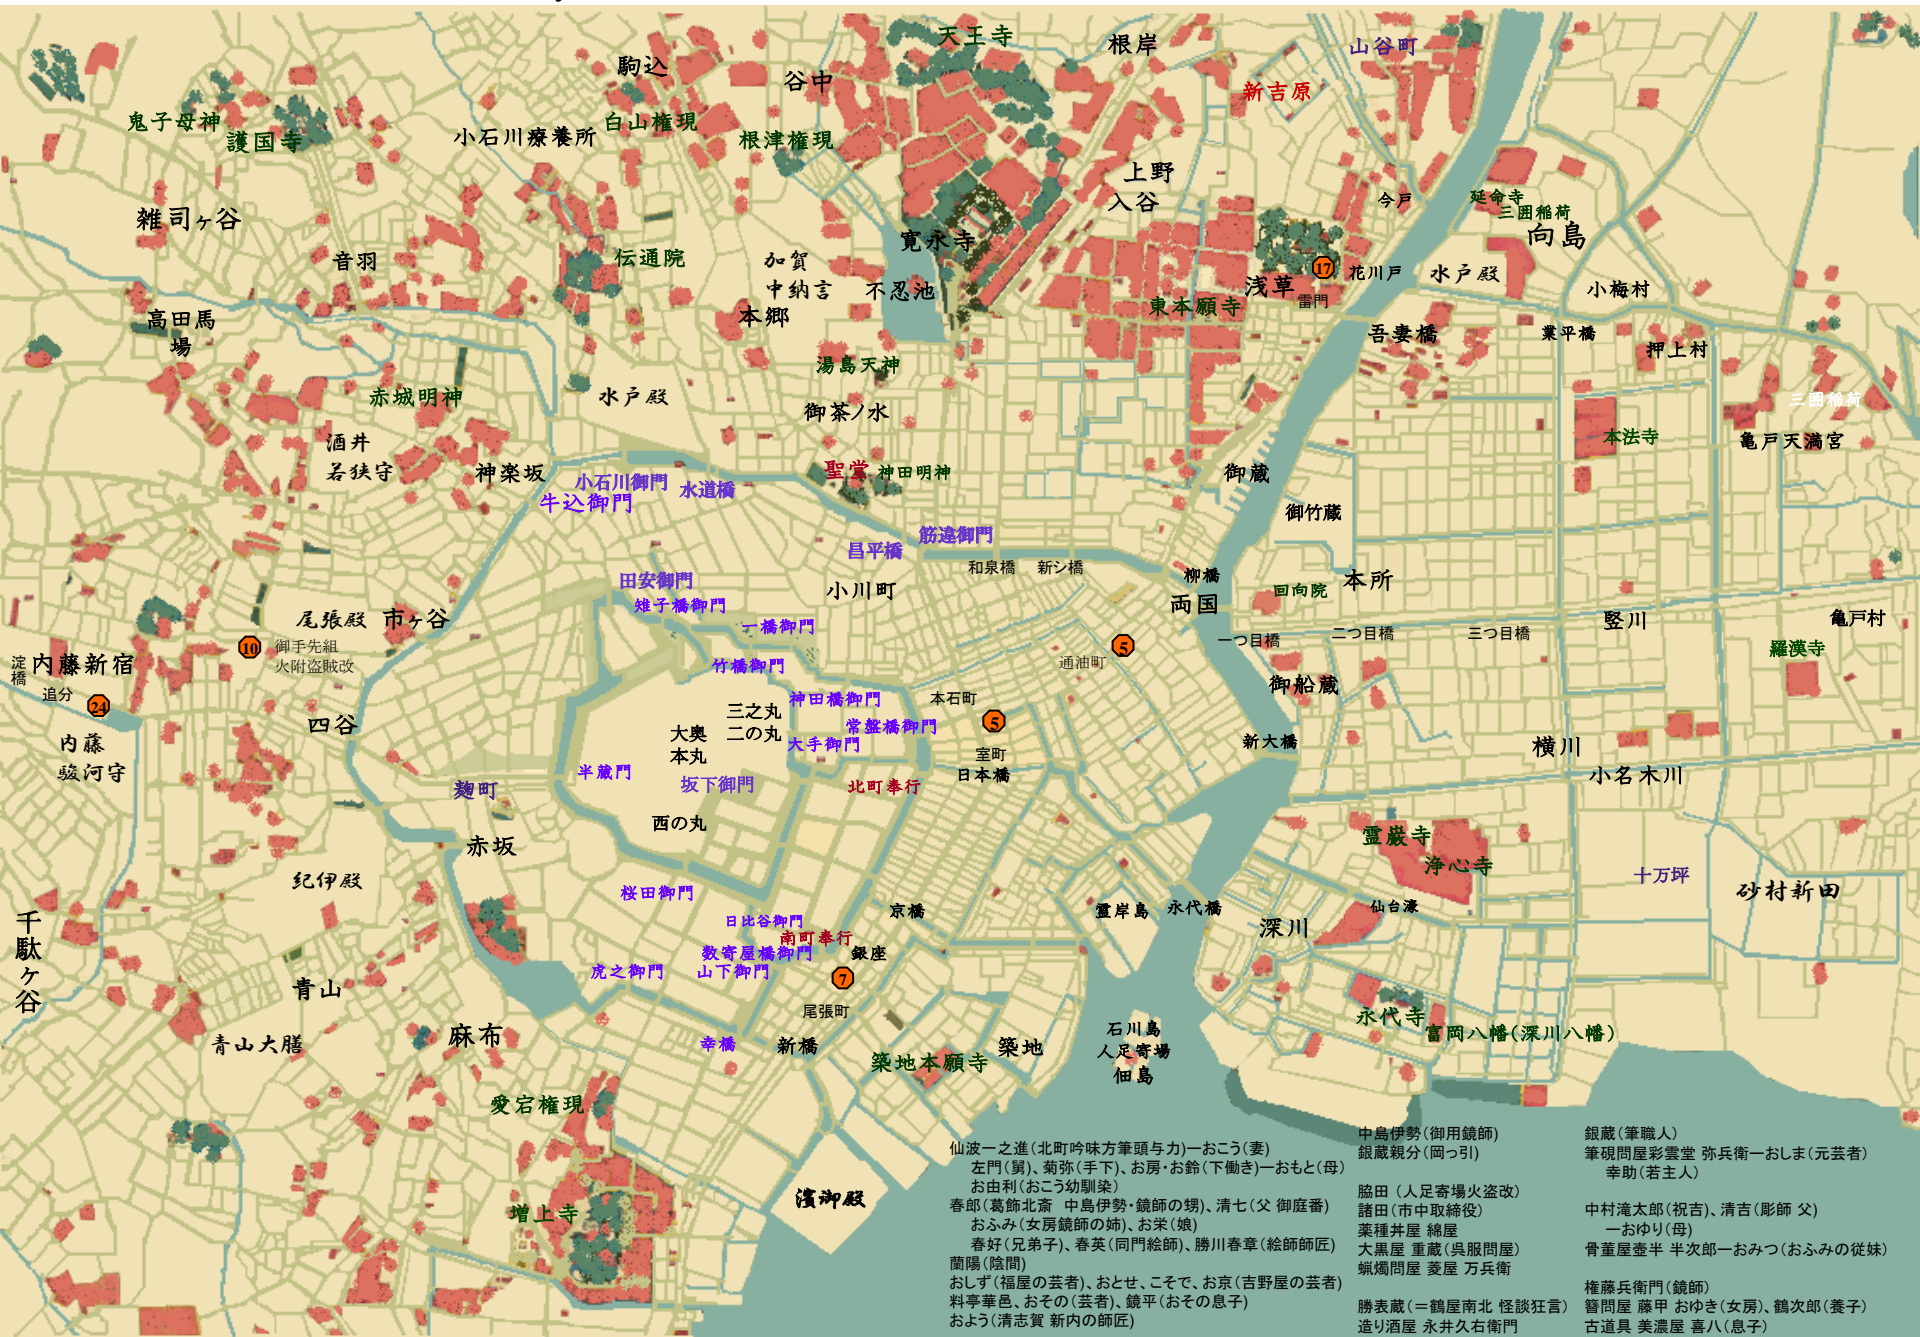 天王寺
根岸
山谷町
駒込
谷中
新吉原
鬼子母神
護国寺
小石川療養所
白山権現
根津権現
上野
入谷
今戸
延命寺
三囲稲荷
向島
雑司ヶ谷
音羽
伝通院
加賀
中納言
本郷
寛永寺
不忍池
浅草
17
雷門
花川戸
水戸殿
小梅村
東本願寺
高田馬
場
吾妻橋
業平橋
押上村
湯島天神
赤城明神
水戸殿
御茶ノ水
三囲稲荷
亀戸天満宮
本法寺
酒井
若狭守
神楽坂
聖堂
神田明神
御蔵
小石川御門
水道橋
牛込御門
御竹蔵
筋違御門
昌平橋
和泉橋
新シ橋
柳橋
両国
本所
回向院
田安御門
雉子橋御門
小川町
一橋御門
尾張殿
市ヶ谷
一つ目橋
二つ目橋
三つ目橋
竪川
亀戸村
羅漢寺
10
御手先組
火附盗賊改
淀橋
内藤新宿
追分
24
竹橋御門
通油町
5
御船蔵
神田橋御門
本石町
5
三之丸
二の丸
大奥
本丸
常盤橋御門
大手御門
四谷
内藤
駿河守
新大橋
室町
日本橋
横川
小名木川
半蔵門
坂下御門
北町奉行
麹町
西の丸
赤坂
霊巌寺
浄心寺
十万坪
砂村新田
紀伊殿
桜田御門
日比谷御門
南町奉行
数寄屋橋御門
銀座
京橋
霊岸島
永代橋
仙台濠
深川
千駄ヶ谷
虎之御門
山下御門
7
尾張町
青山
青山大膳
麻布
幸橋
新橋
築地
築地本願寺
石川島
人足寄場
佃島
永代寺
富岡八幡(深川八幡)
愛宕権現
増上寺
濱御殿
仙波一之進(北町吟味方筆頭与力)―おこう(妻)
左門(舅)、菊弥(手下)、お房・お鈴(下働き)―おもと(母)
お由利(おこう幼馴染)
春郎(葛飾北斎 中島伊勢・鏡師の甥)、清七(父 御庭番)
おふみ(女房鏡師の姉)、お栄(娘)
春好(兄弟子)、春英(同門絵師)、勝川春章(絵師師匠)
蘭陽(陰間)
おしず(福屋の芸者)、おとせ、こそで、お京(吉野屋の芸者)
料亭華邑、おその(芸者)、鏡平(おその息子)
およう(清志賀 新内の師匠)
中島伊勢(御用鏡師)
銀蔵親分(岡っ引)
脇田 (人足寄場火盗改)
諸田(市中取締役)
薬種丼屋 綿屋
大黒屋 重蔵(呉服問屋)
蝋燭問屋 菱屋 万兵衛
勝表蔵(＝鶴屋南北 怪談狂言)
造り酒屋 永井久右衛門
銀蔵(筆職人)
筆硯問屋彩雲堂 弥兵衛―おしま(元芸者)
幸助(若主人)
中村滝太郎(祝吉)、清吉(彫師 父)
―おゆり(母)
骨董屋壺半 半次郎―おみつ(おふみの従妹)
権藤兵衛門(鏡師)
簪問屋 藤甲 おゆき(女房)、鶴次郎(養子)
古道具 美濃屋 喜八(息子)